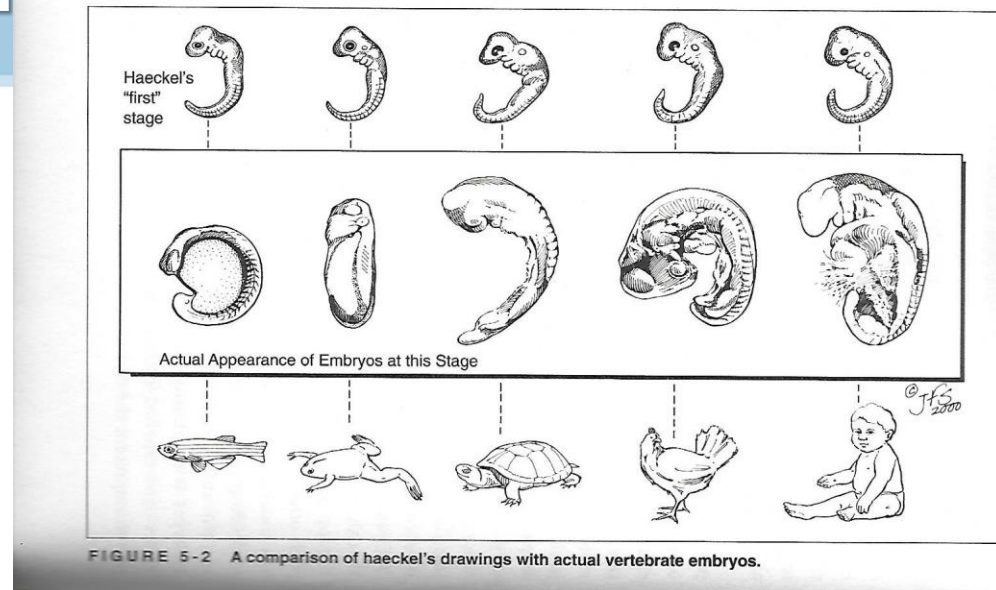 Haeckel's
"first"
stage
Actual Appearance of Embryos at this Stage
© JFS
2000
FIGURE 5-2 A comparison of haeckel's drawings with actual vertebrate embryos.